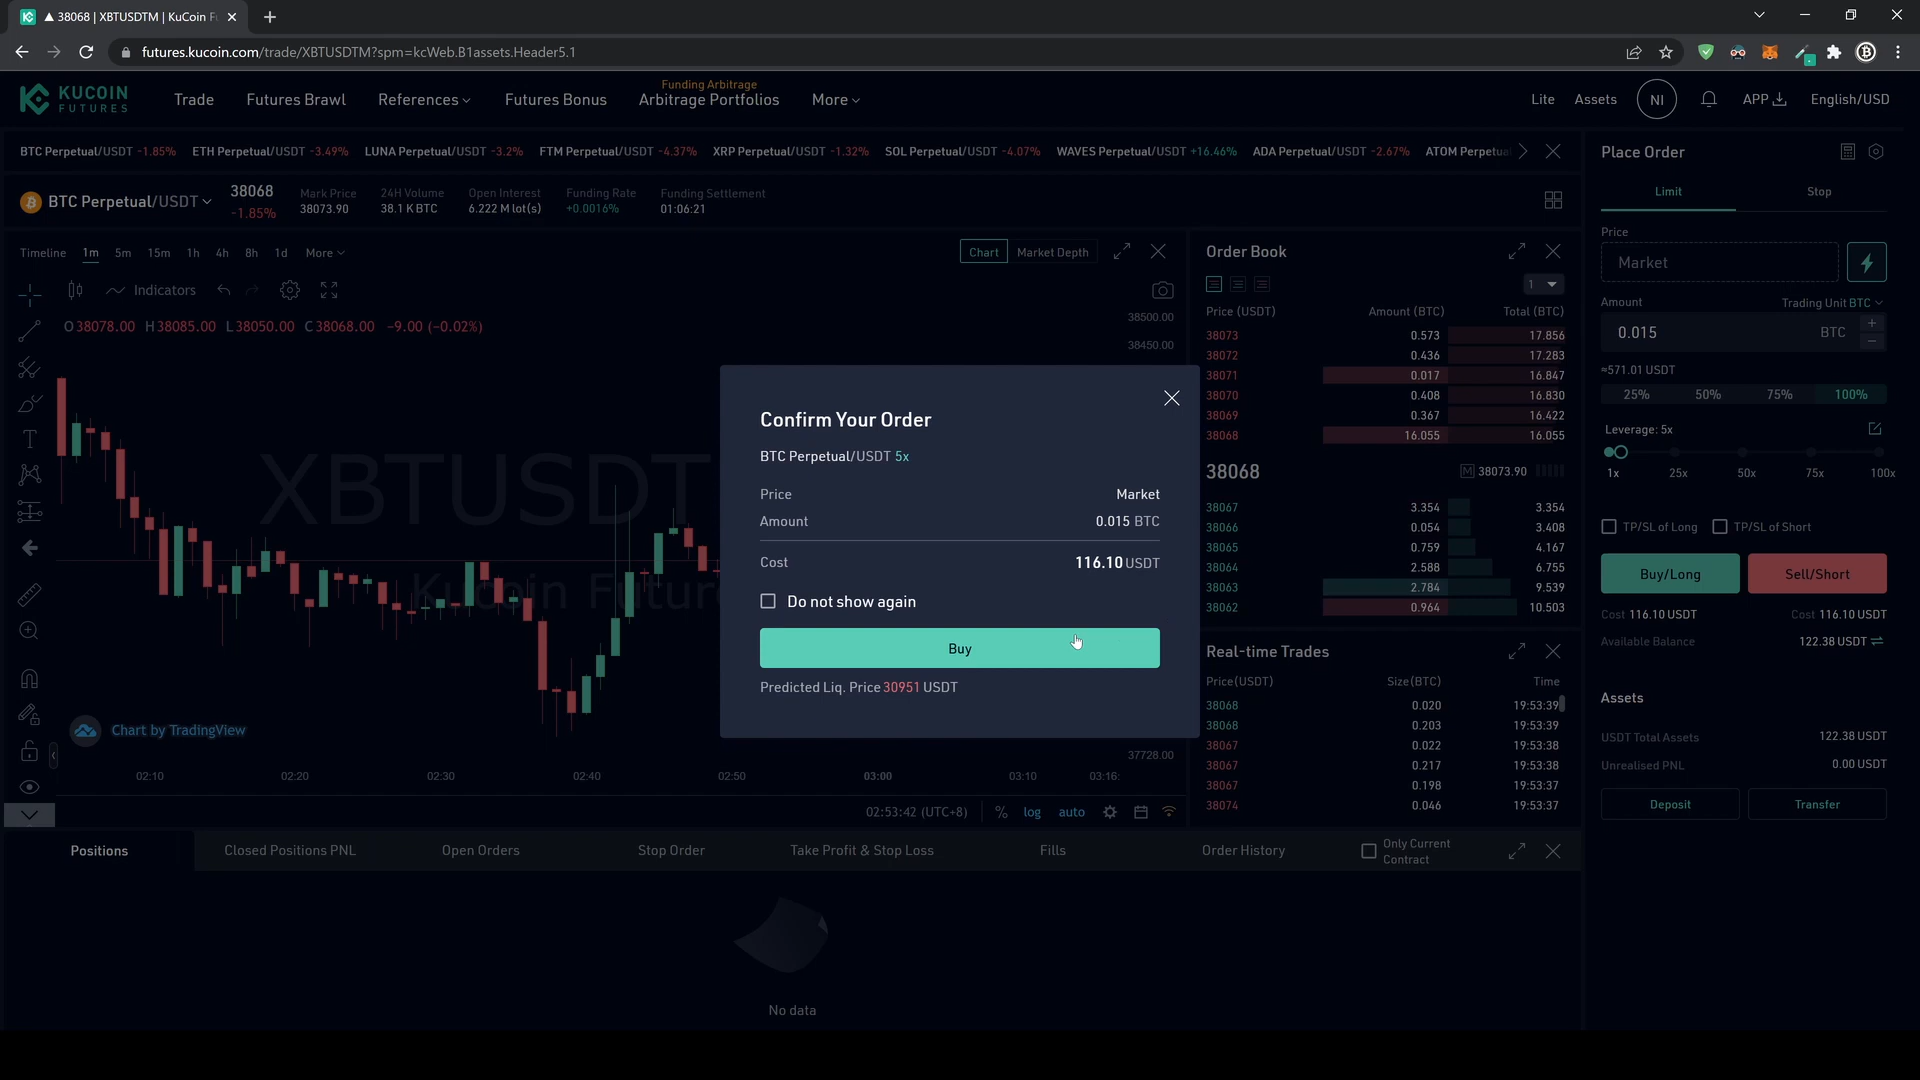 ▲ 38068 | XBTUSDTM | KuCoin F
futures.kucoin.com/trade/XBTUSDTM?spm=kcWeb.B1assets.Header5.1
KUCOIN
FUTURES
Trade
Futures Brawl
References
Futures Bonus
Funding Arbitrage
Arbitrage Portfolios
More
Lite
Assets
NI
APP
English/USD
BTC Perpetual/USDT -1.85%
ETH Perpetual/USDT -3.49%
LUNA Perpetual/USDT -3.2%
FTM Perpetual/USDT -4.37%
XRP Perpetual/USDT -1.32%
SOL Perpetual/USDT -4.07%
WAVES Perpetual/USDT +16.46%
ADA Perpetual/USDT -2.67%
ATOM Perpetua
BTC Perpetual/USDT
38068
-1.85%
Mark Price
38073.90
24H Volume
38.1 K BTC
Open Interest
6.222 M lot(s)
Funding Rate
+0.0016%
Funding Settlement
01:06:21
Timeline 1m 5m 15m 1h 4h 8h 1d More
Chart
Market Depth
Indicators
O38078.00 H38085.00 L38050.00 C38068.00 -9.00 (-0.02%)
38500.00
38450.00
XBTUSDT
Kucoin Futur
Chart by TradingView
37728.00
02:10 02:20 02:30 02:40 02:50 03:00 03:10 03:16:
02:53:42 (UTC+8) % log auto
Confirm Your Order
BTC Perpetual/USDT 5x
Price Market
Amount 0.015 BTC
Cost 116.10 USDT
Do not show again
Buy
Predicted Liq. Price 30951 USDT
Order Book
1
Price (USDT) Amount (BTC) Total (BTC)
38073 0.573 17.856
38072 0.436 17.283
38071 0.017 16.847
38070 0.408 16.830
38069 0.367 16.422
38068 16.055 16.055
38068 M 38073.90
38067 3.354 3.354
38066 0.054 3.408
38065 0.759 4.167
38064 2.588 6.755
38063 2.784 9.539
38062 0.964 10.503
Real-time Trades
Price(USDT) Size(BTC) Time
38068 0.020 19:53:39
38068 0.203 19:53:39
38067 0.022 19:53:38
38067 0.217 19:53:38
38067 0.198 19:53:37
38074 0.046 19:53:37
Place Order
Limit
Stop
Price
Market
Amount
Trading Unit BTC
0.015 BTC
≈571.01 USDT
25% 50% 75% 100%
Leverage: 5x
1x 25x 50x 75x 100x
TP/SL of Long
TP/SL of Short
Buy/Long
Sell/Short
Cost 116.10 USDT
Cost 116.10 USDT
Available Balance 122.38 USDT
Assets
USDT Total Assets 122.38 USDT
Unrealised PNL 0.00 USDT
Deposit
Transfer
Positions
Closed Positions PNL
Open Orders
Stop Order
Take Profit & Stop Loss
Fills
Order History
Only Current
Contract
No data